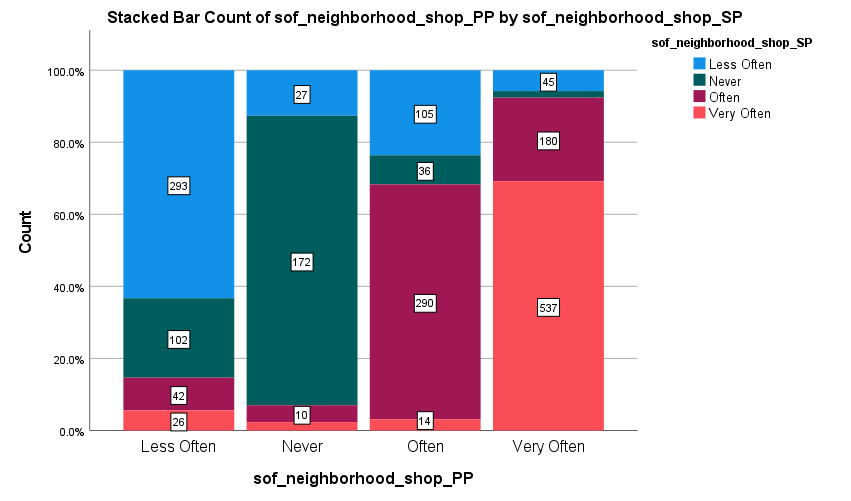 Stacked Bar Count of sof_neighborhood_shop_PP by sof_neighborhood_shop_SP
sof_neighborhood_shop_SP
Less Often
Never
Often
Very Often
Count
100.0%
80.0%
60.0%
40.0%
20.0%
0.0%
293
102
42
26
27
172
10
105
36
290
14
45
180
537
Less Often
Never
Often
Very Often
sof_neighborhood_shop_PP